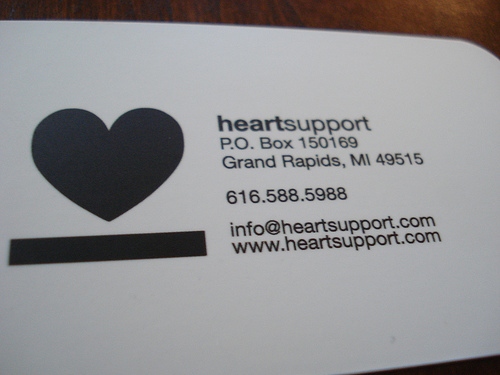 heartsupport
P.O. Box 150169
Grand Rapids, MI 49515
616.588.5988
info@heartsupport.com
www.heartsupport.com